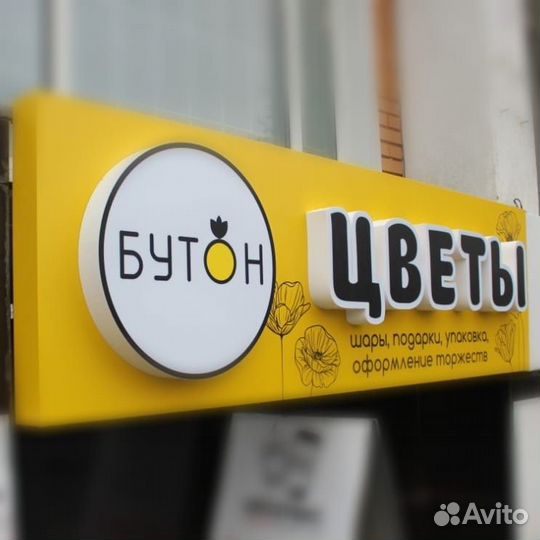 БУТОН
ЦВЕТЫ
шары, подарки, упаковка,
оформление торжеств
Avito